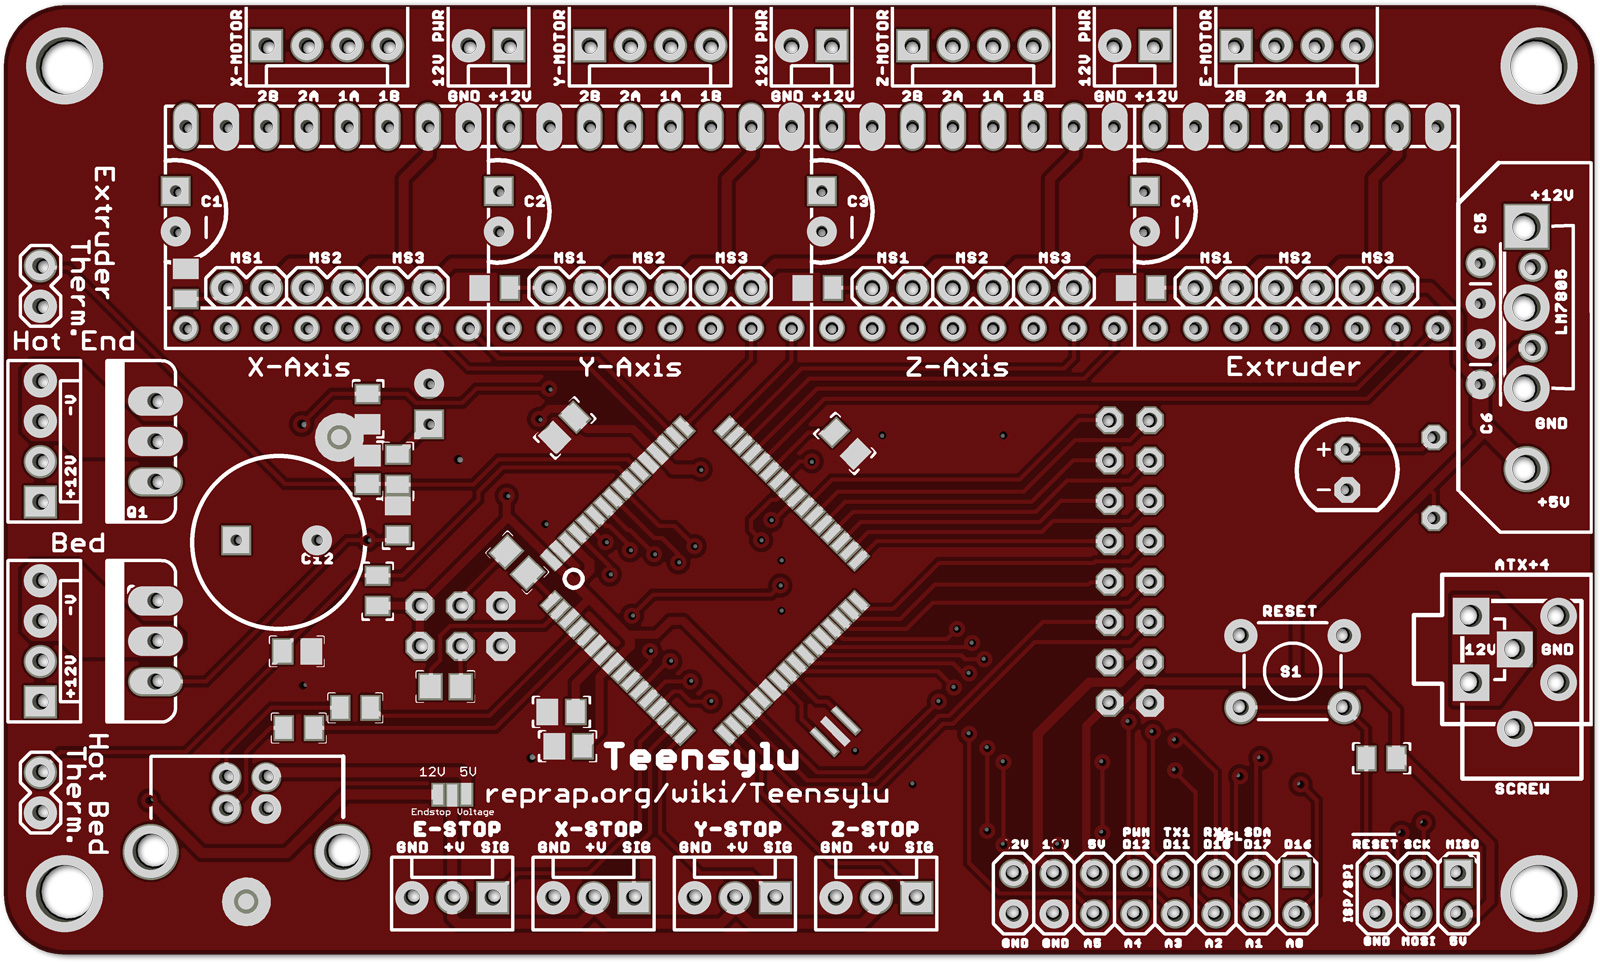 X-MOTOR
12V PWR
Y-MOTOR
12V PWR
Z-MOTOR
12V PWR
E-MOTOR
2B 2A 1A 1B
GND +12V
2B 2A 1A 1B
GND +12V
2B 2A 1A 1B
GND +12V
2B 2A 1A 1B
Extruder
Therm.
C1
C2
C3
C4
MS1 MS2 MS3
MS1 MS2 MS3
MS1 MS2 MS3
MS1 MS2 MS3
+12V
C5
LM7805
C6
GND
+5V
Hot End
X-Axis
Y-Axis
Z-Axis
Extruder
-V
+12V
Q1
Bed
C12
+
-
-V
+12V
ATX+4
RESET
S1
12V
GND
SCREW
Hot Bed
Therm.
12V 5V
Endstop Voltage
Teensylu
reprap.org/wiki/Teensylu
E-STOP
X-STOP
Y-STOP
Z-STOP
GND +V SIG
GND +V SIG
GND +V SIG
GND +V SIG
PWM TX1 SDA
5V D12 D11 D17 D16
GND GND A5 A4 A3 A2 A1 A0
RESET SCK MISO
ISP/SPI
GND MOSI 5V